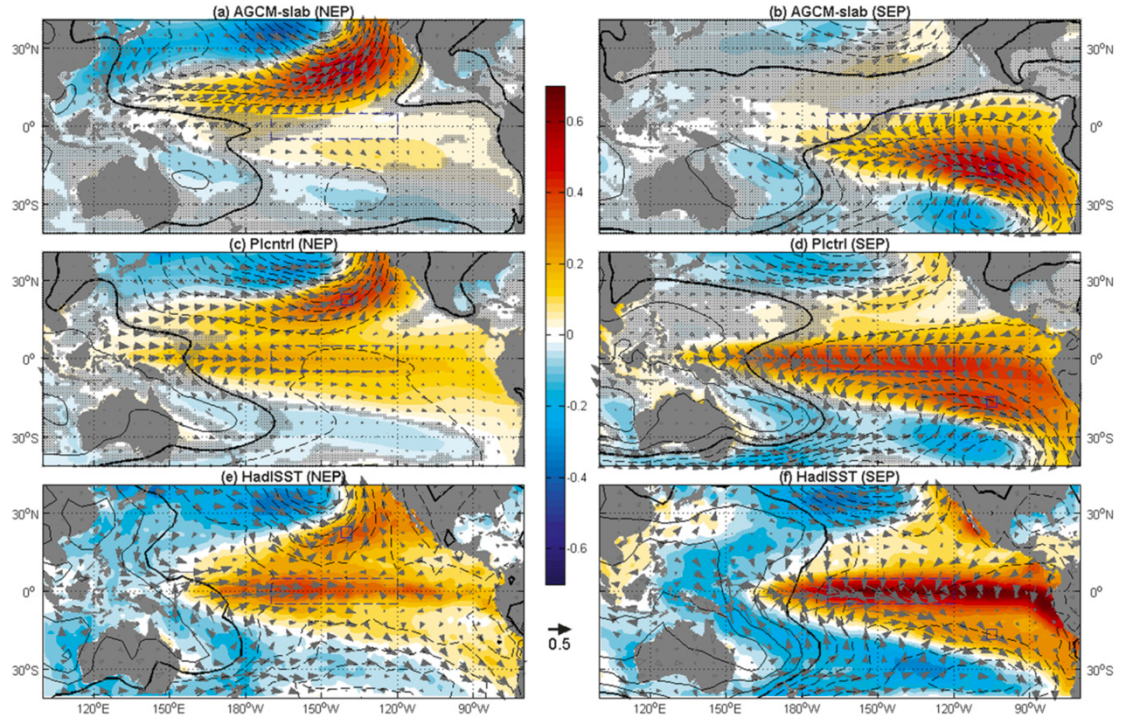 (a) AGCM-slab (NEP)
(b) AGCM-slab (SEP)
30°N
0°
30°S
30°N
0°
30°S
(c) PIcntrl (NEP)
(d) PIctrl (SEP)
30°N
0°
30°S
30°N
0°
30°S
(e) HadISST (NEP)
(f) HadISST (SEP)
30°N
0°
30°S
30°N
0°
30°S
0.6
0.4
0.2
0
-0.2
-0.4
-0.6
0.5
120°E 150°E 180°W 150°W 120°W 90°W
120°E 150°E 180°W 150°W 120°W 90°W